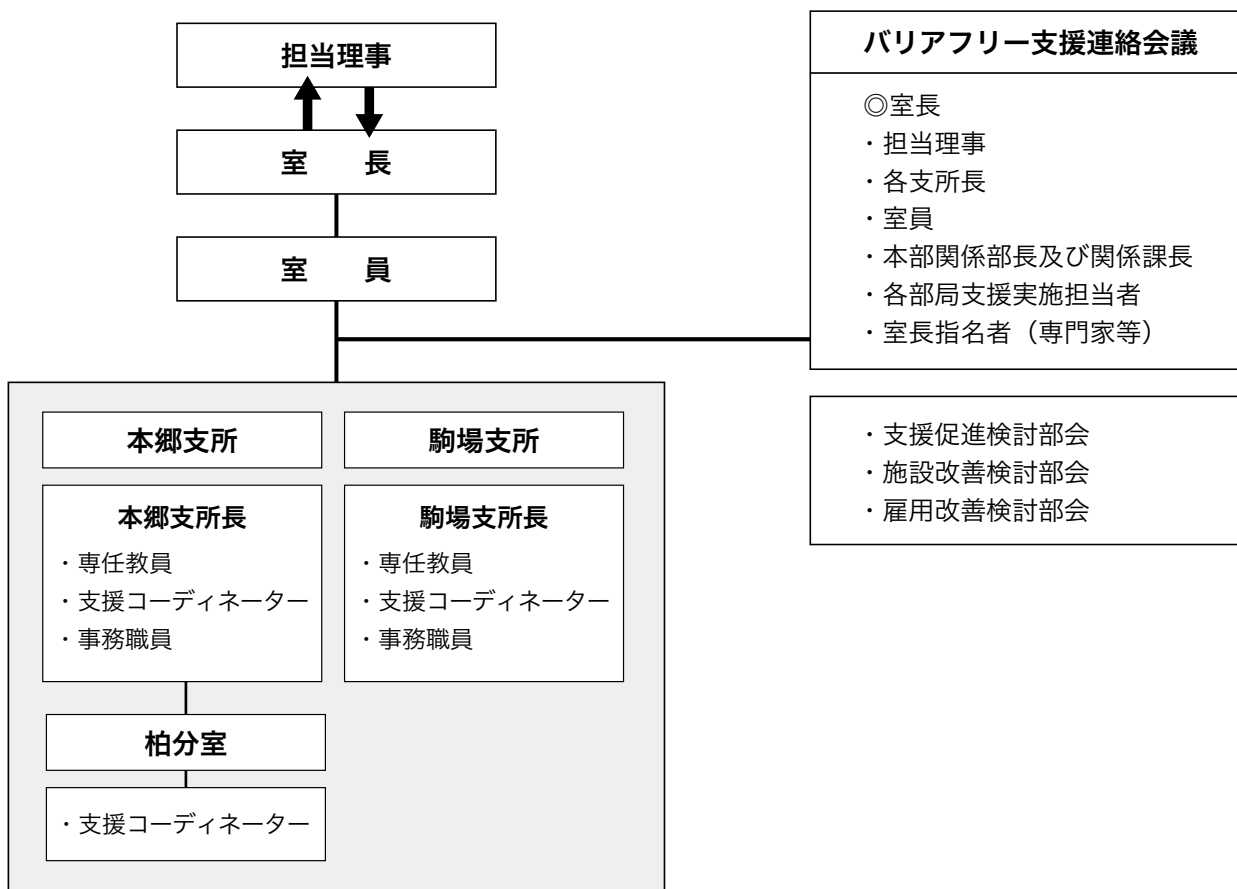 担当理事
室　　長
室　　員
バリアフリー支援連絡会議
◎室長
・担当理事
・各支所長
・室員
・本部関係部長及び関係課長
・各部局支援実施担当者
・室長指名者（専門家等）
・支援促進検討部会
・施設改善検討部会
・雇用改善検討部会
本郷支所
本郷支所長
・専任教員
・支援コーディネーター
・事務職員
柏分室
・支援コーディネーター
駒場支所
駒場支所長
・専任教員
・支援コーディネーター
・事務職員